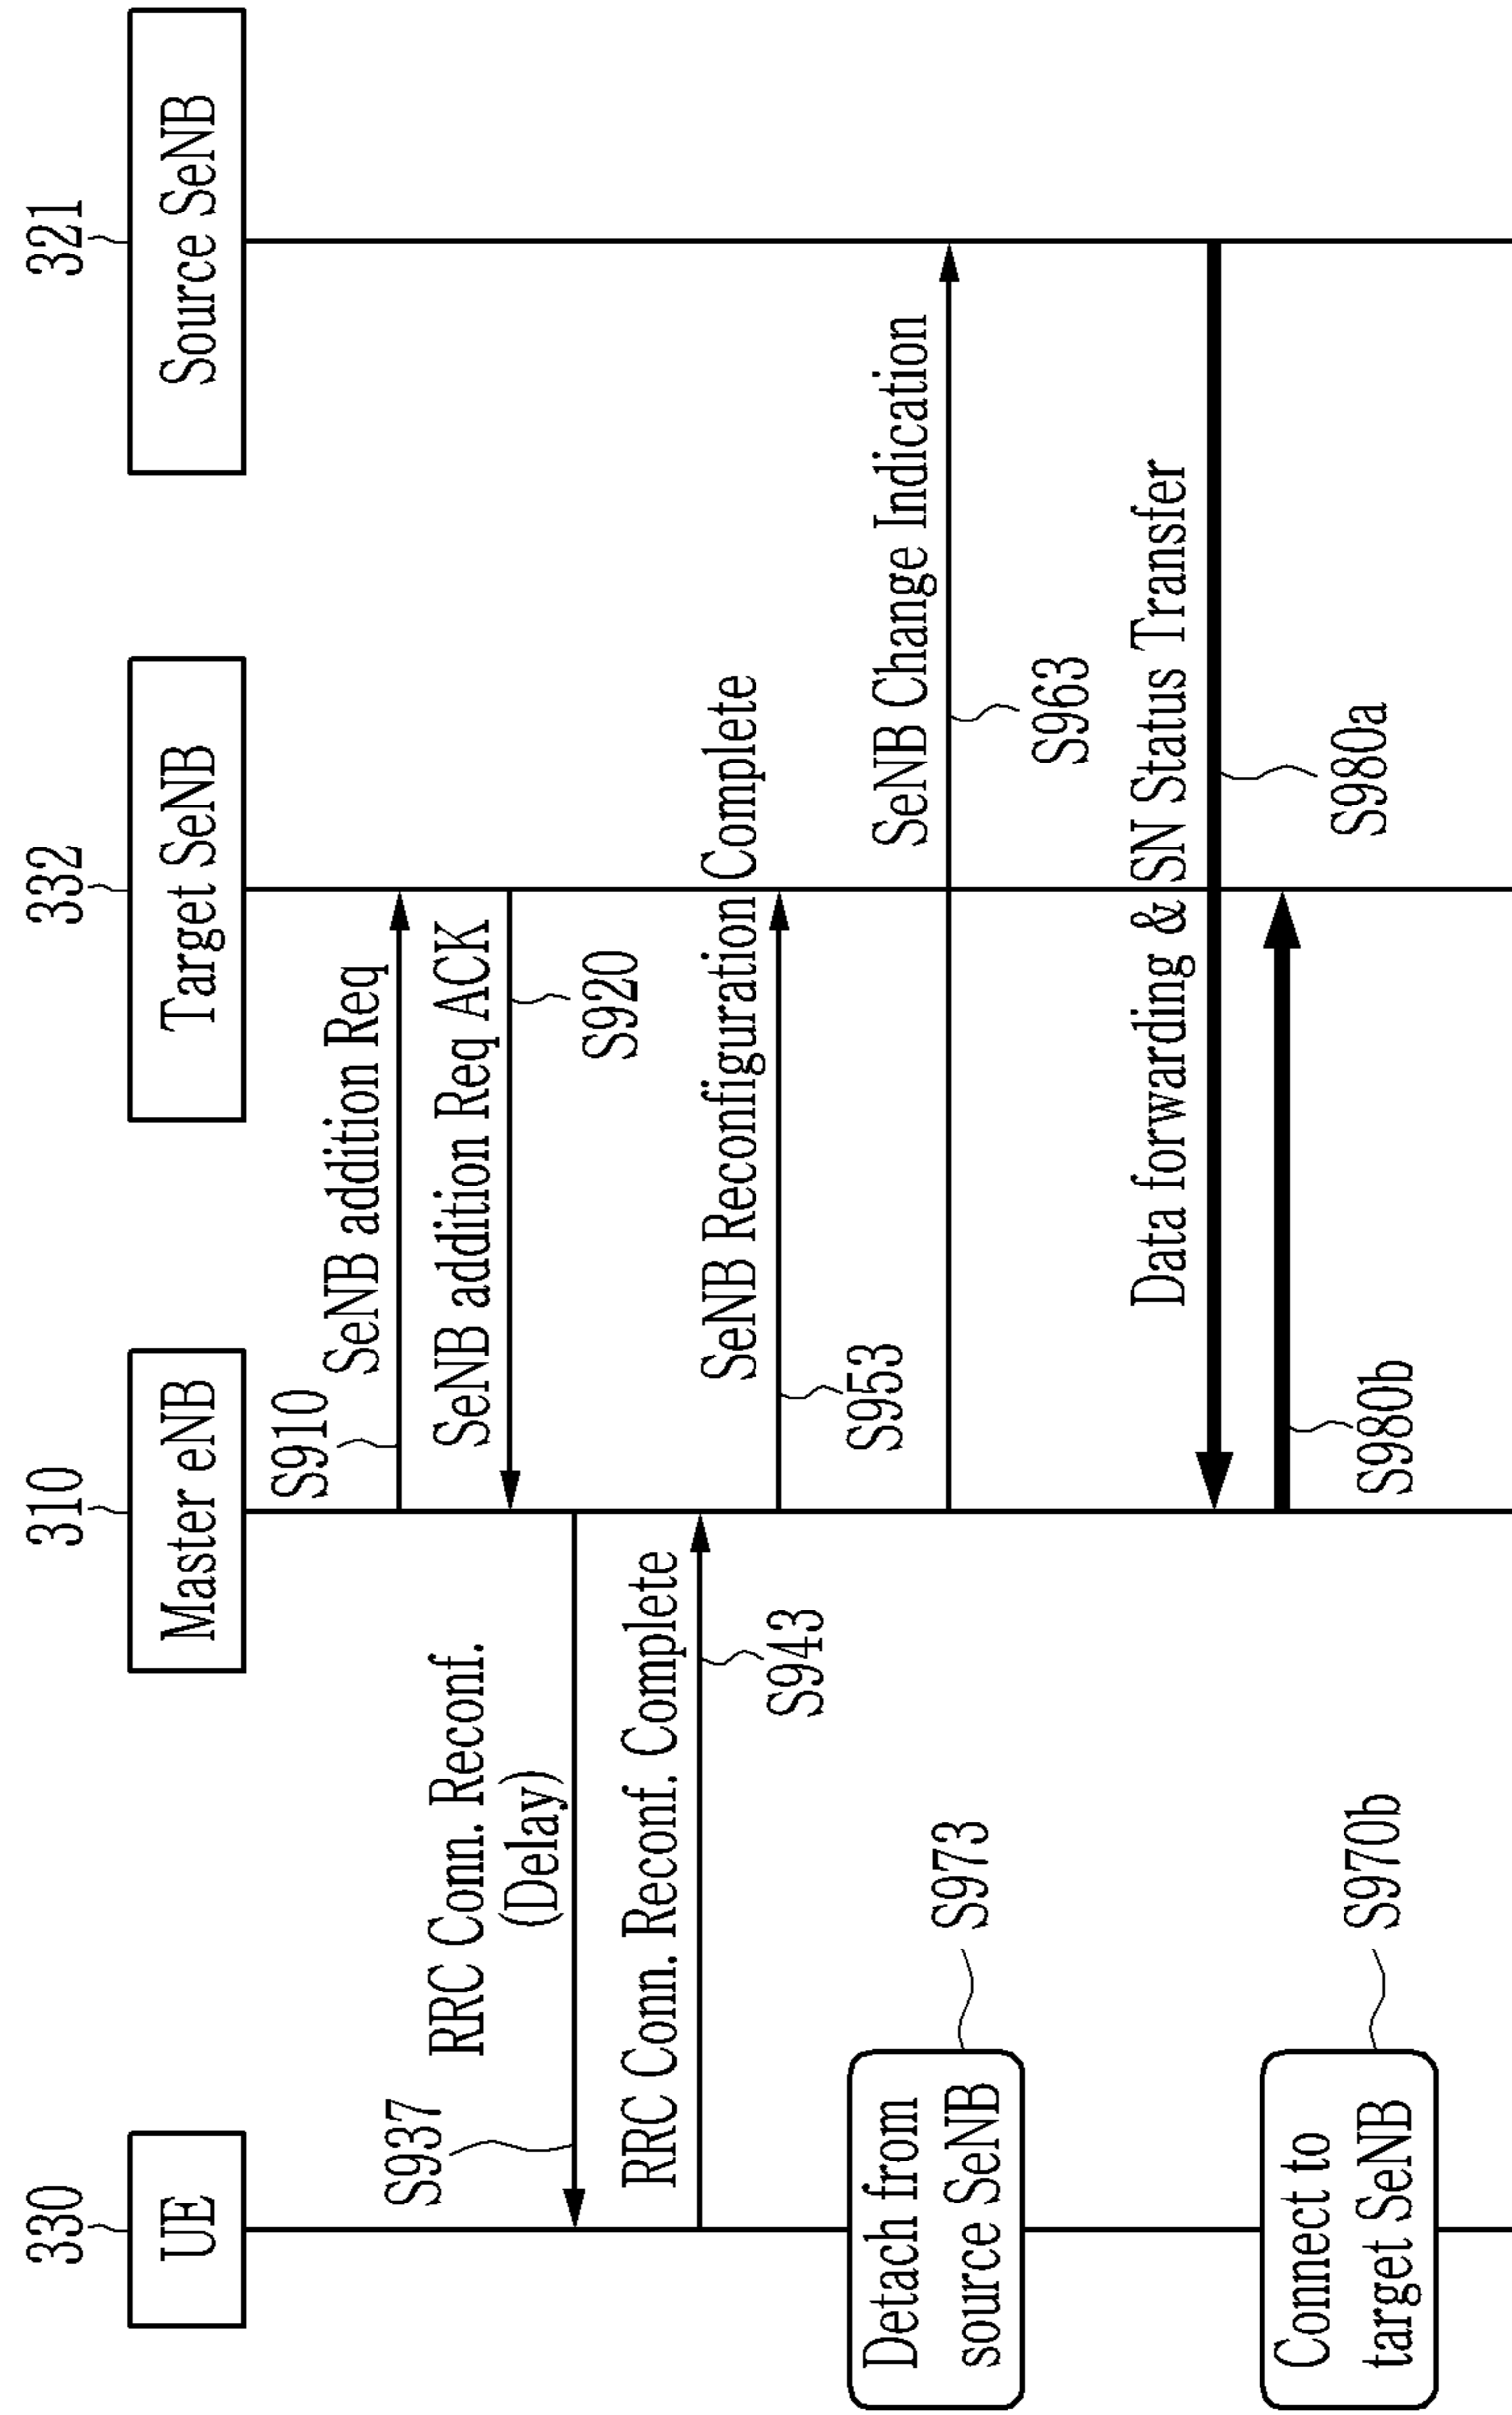 330
310
332
321
UE
Master eNB
Target SeNB
Source SeNB
S910
SeNB addition Req
SeNB addition Req ACK
S920
S937
RRC Conn. Reconf.
(Delay)
RRC Conn. Reconf. Complete
S943
SeNB Reconfiguration Complete
S953
Detach from
source SeNB
S973
SeNB Change Indication
S963
Data forwarding & SN Status Transfer
S980a
Connect to
target SeNB
S970b
S980b